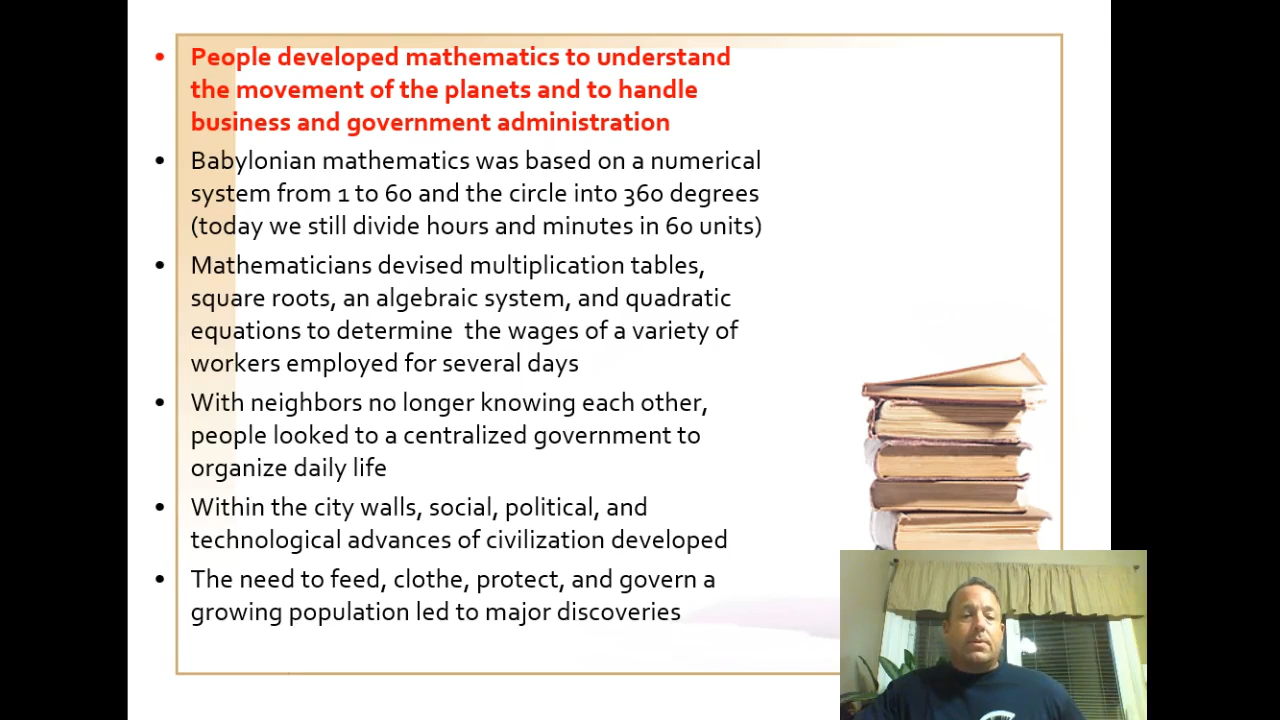 • People developed mathematics to understand
the movement of the planets and to handle
business and government administration
• Babylonian mathematics was based on a numerical
system from 1 to 60 and the circle into 360 degrees
(today we still divide hours and minutes in 60 units)
• Mathematicians devised multiplication tables,
square roots, an algebraic system, and quadratic
equations to determine  the wages of a variety of
workers employed for several days
• With neighbors no longer knowing each other,
people looked to a centralized government to
organize daily life
• Within the city walls, social, political, and
technological advances of civilization developed
• The need to feed, clothe, protect, and govern a
growing population led to major discoveries